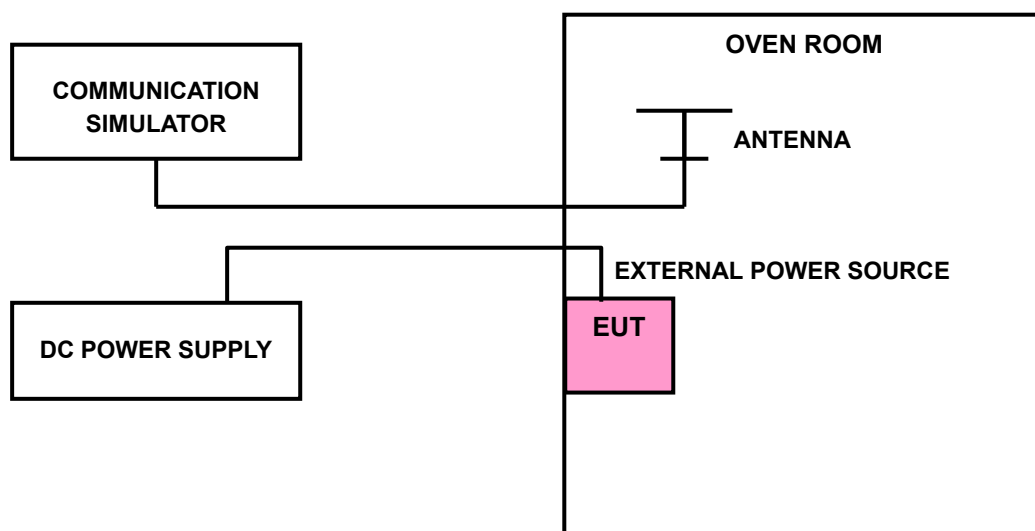 OVEN ROOM
COMMUNICATION
SIMULATOR
ANTENNA
EXTERNAL POWER SOURCE
EUT
DC POWER SUPPLY